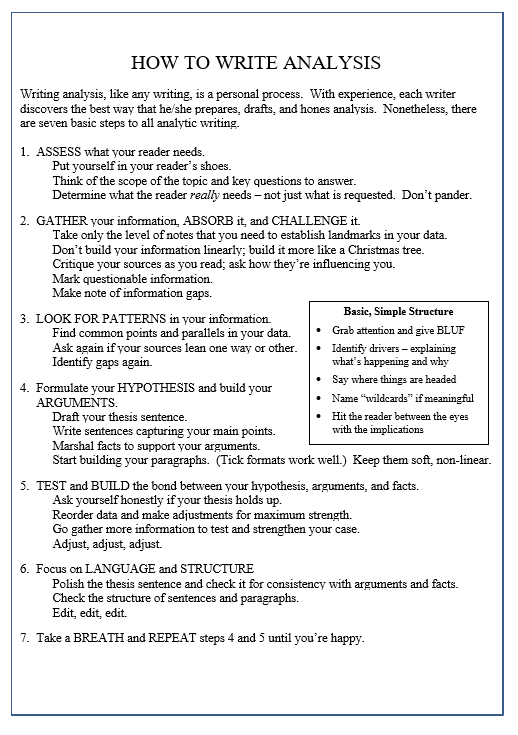 HOW TO WRITE ANALYSIS
Writing analysis, like any writing, is a personal process.  With experience, each writer
discovers the best way that he/she prepares, drafts, and hones analysis.  Nonetheless, there
are seven basic steps to all analytic writing.
1.  ASSESS what your reader needs.
Put yourself in your reader's shoes.
Think of the scope of the topic and key questions to answer.
Determine what the reader really needs – not just what is requested.  Don't pander.
2.  GATHER your information, ABSORB it, and CHALLENGE it.
Take only the level of notes that you need to establish landmarks in your data.
Don't build your information linearly; build it more like a Christmas tree.
Critique your sources as you read; ask how they're influencing you.
Mark questionable information.
Make note of information gaps.
3.  LOOK FOR PATTERNS in your information.
Find common points and parallels in your data.
Ask again if your sources lean one way or other.
Identify gaps again.
4.  Formulate your HYPOTHESIS and build your
ARGUMENTS.
Draft your thesis sentence.
Write sentences capturing your main points.
Marshal facts to support your arguments.
Start building your paragraphs.  (Tick formats work well.)  Keep them soft, non-linear.
Basic, Simple Structure
• Grab attention and give BLUF
• Identify drivers – explaining
what's happening and why
• Say where things are headed
• Name "wildcards" if meaningful
• Hit the reader between the eyes
with the implications
5.  TEST and BUILD the bond between your hypothesis, arguments, and facts.
Ask yourself honestly if your thesis holds up.
Reorder data and make adjustments for maximum strength.
Go gather more information to test and strengthen your case.
Adjust, adjust, adjust.
6.  Focus on LANGUAGE and STRUCTURE
Polish the thesis sentence and check it for consistency with arguments and facts.
Check the structure of sentences and paragraphs.
Edit, edit, edit.
7.  Take a BREATH and REPEAT steps 4 and 5 until you're happy.